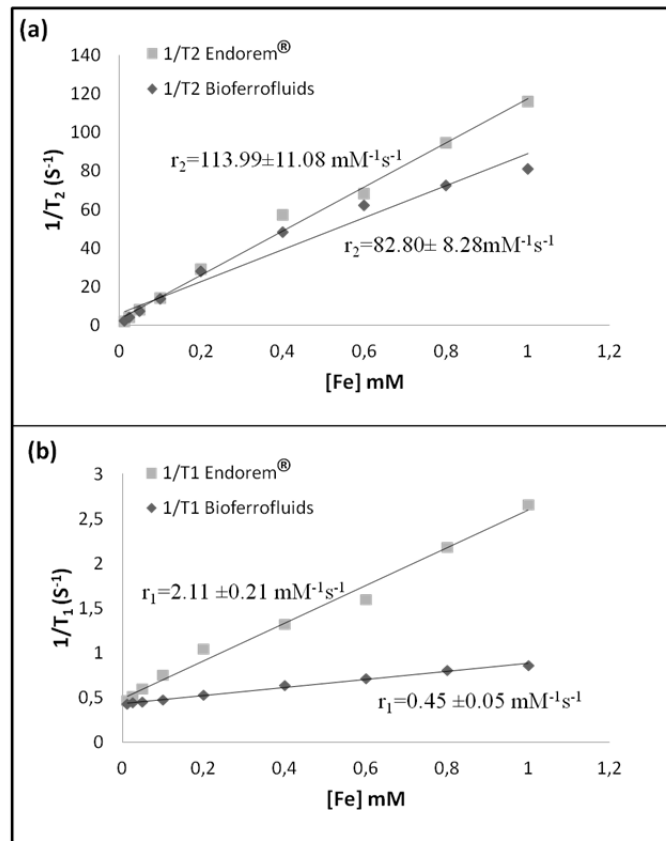 (a)
1/T2 Endorem®
1/T2 Bioferrofluids
140
120
100
80
60
40
20
0
1/T2 (S-1)
r2=113.99±11.08 mM-1s-1
r2=82.80± 8.28mM-1s-1
0 0,2 0,4 0,6 0,8 1 1,2
[Fe] mM
(b)
1/T1 Endorem®
1/T1 Bioferrofluids
3
2,5
2
1,5
1
0,5
0
1/T1 (S-1)
r1=2.11 ±0.21 mM-1s-1
r1=0.45 ±0.05 mM-1s-1
0 0,2 0,4 0,6 0,8 1 1,2
[Fe] mM